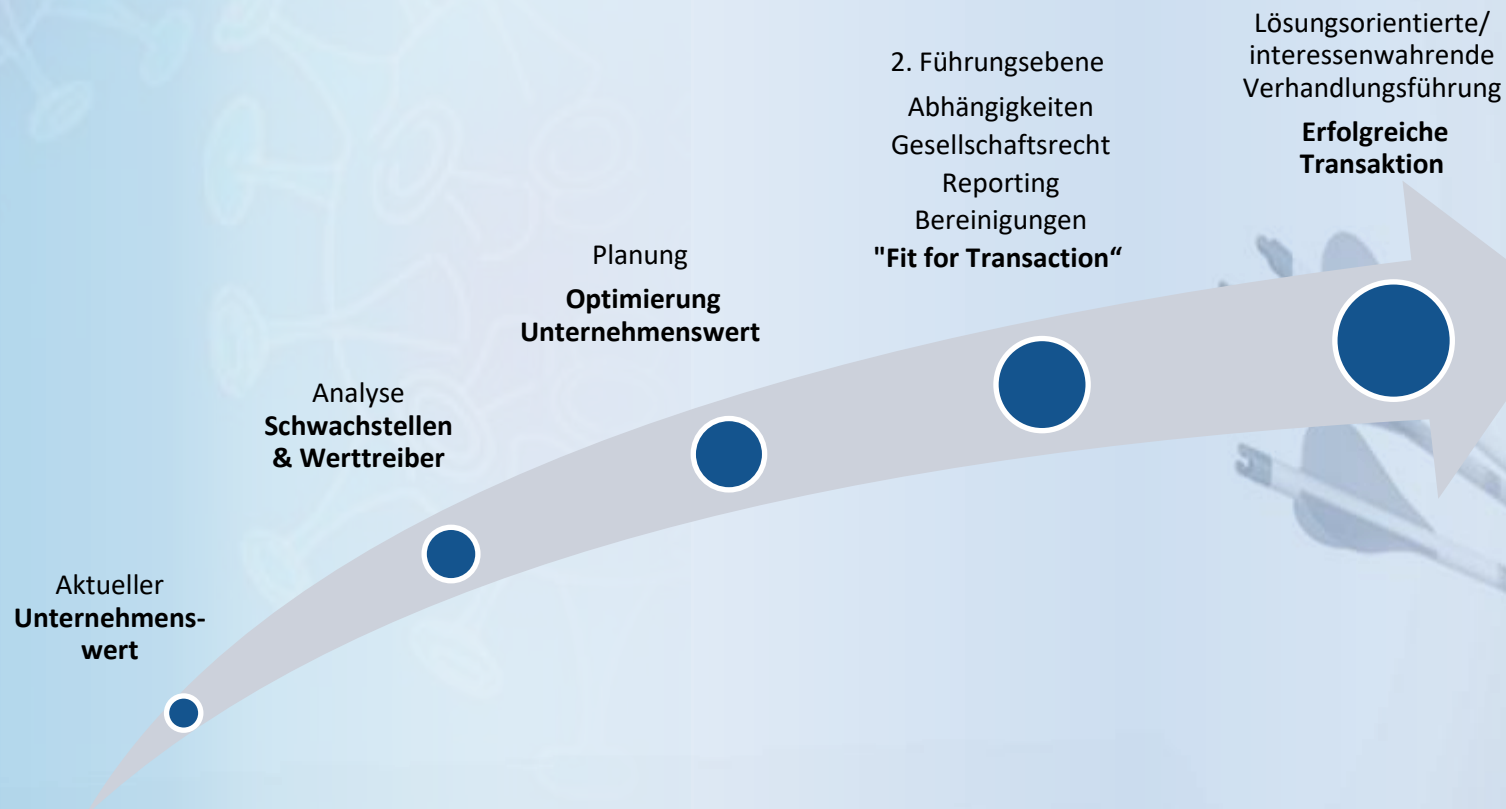 Aktueller
Unternehmens-
wert
Analyse
Schwachstellen
& Werttreiber
Planung
Optimierung
Unternehmenswert
2. Führungsebene
Abhängigkeiten
Gesellschaftsrecht
Reporting
Bereinigungen
"Fit for Transaction“
Lösungsorientierte/
interessenwahrende
Verhandlungsführung
Erfolgreiche
Transaktion